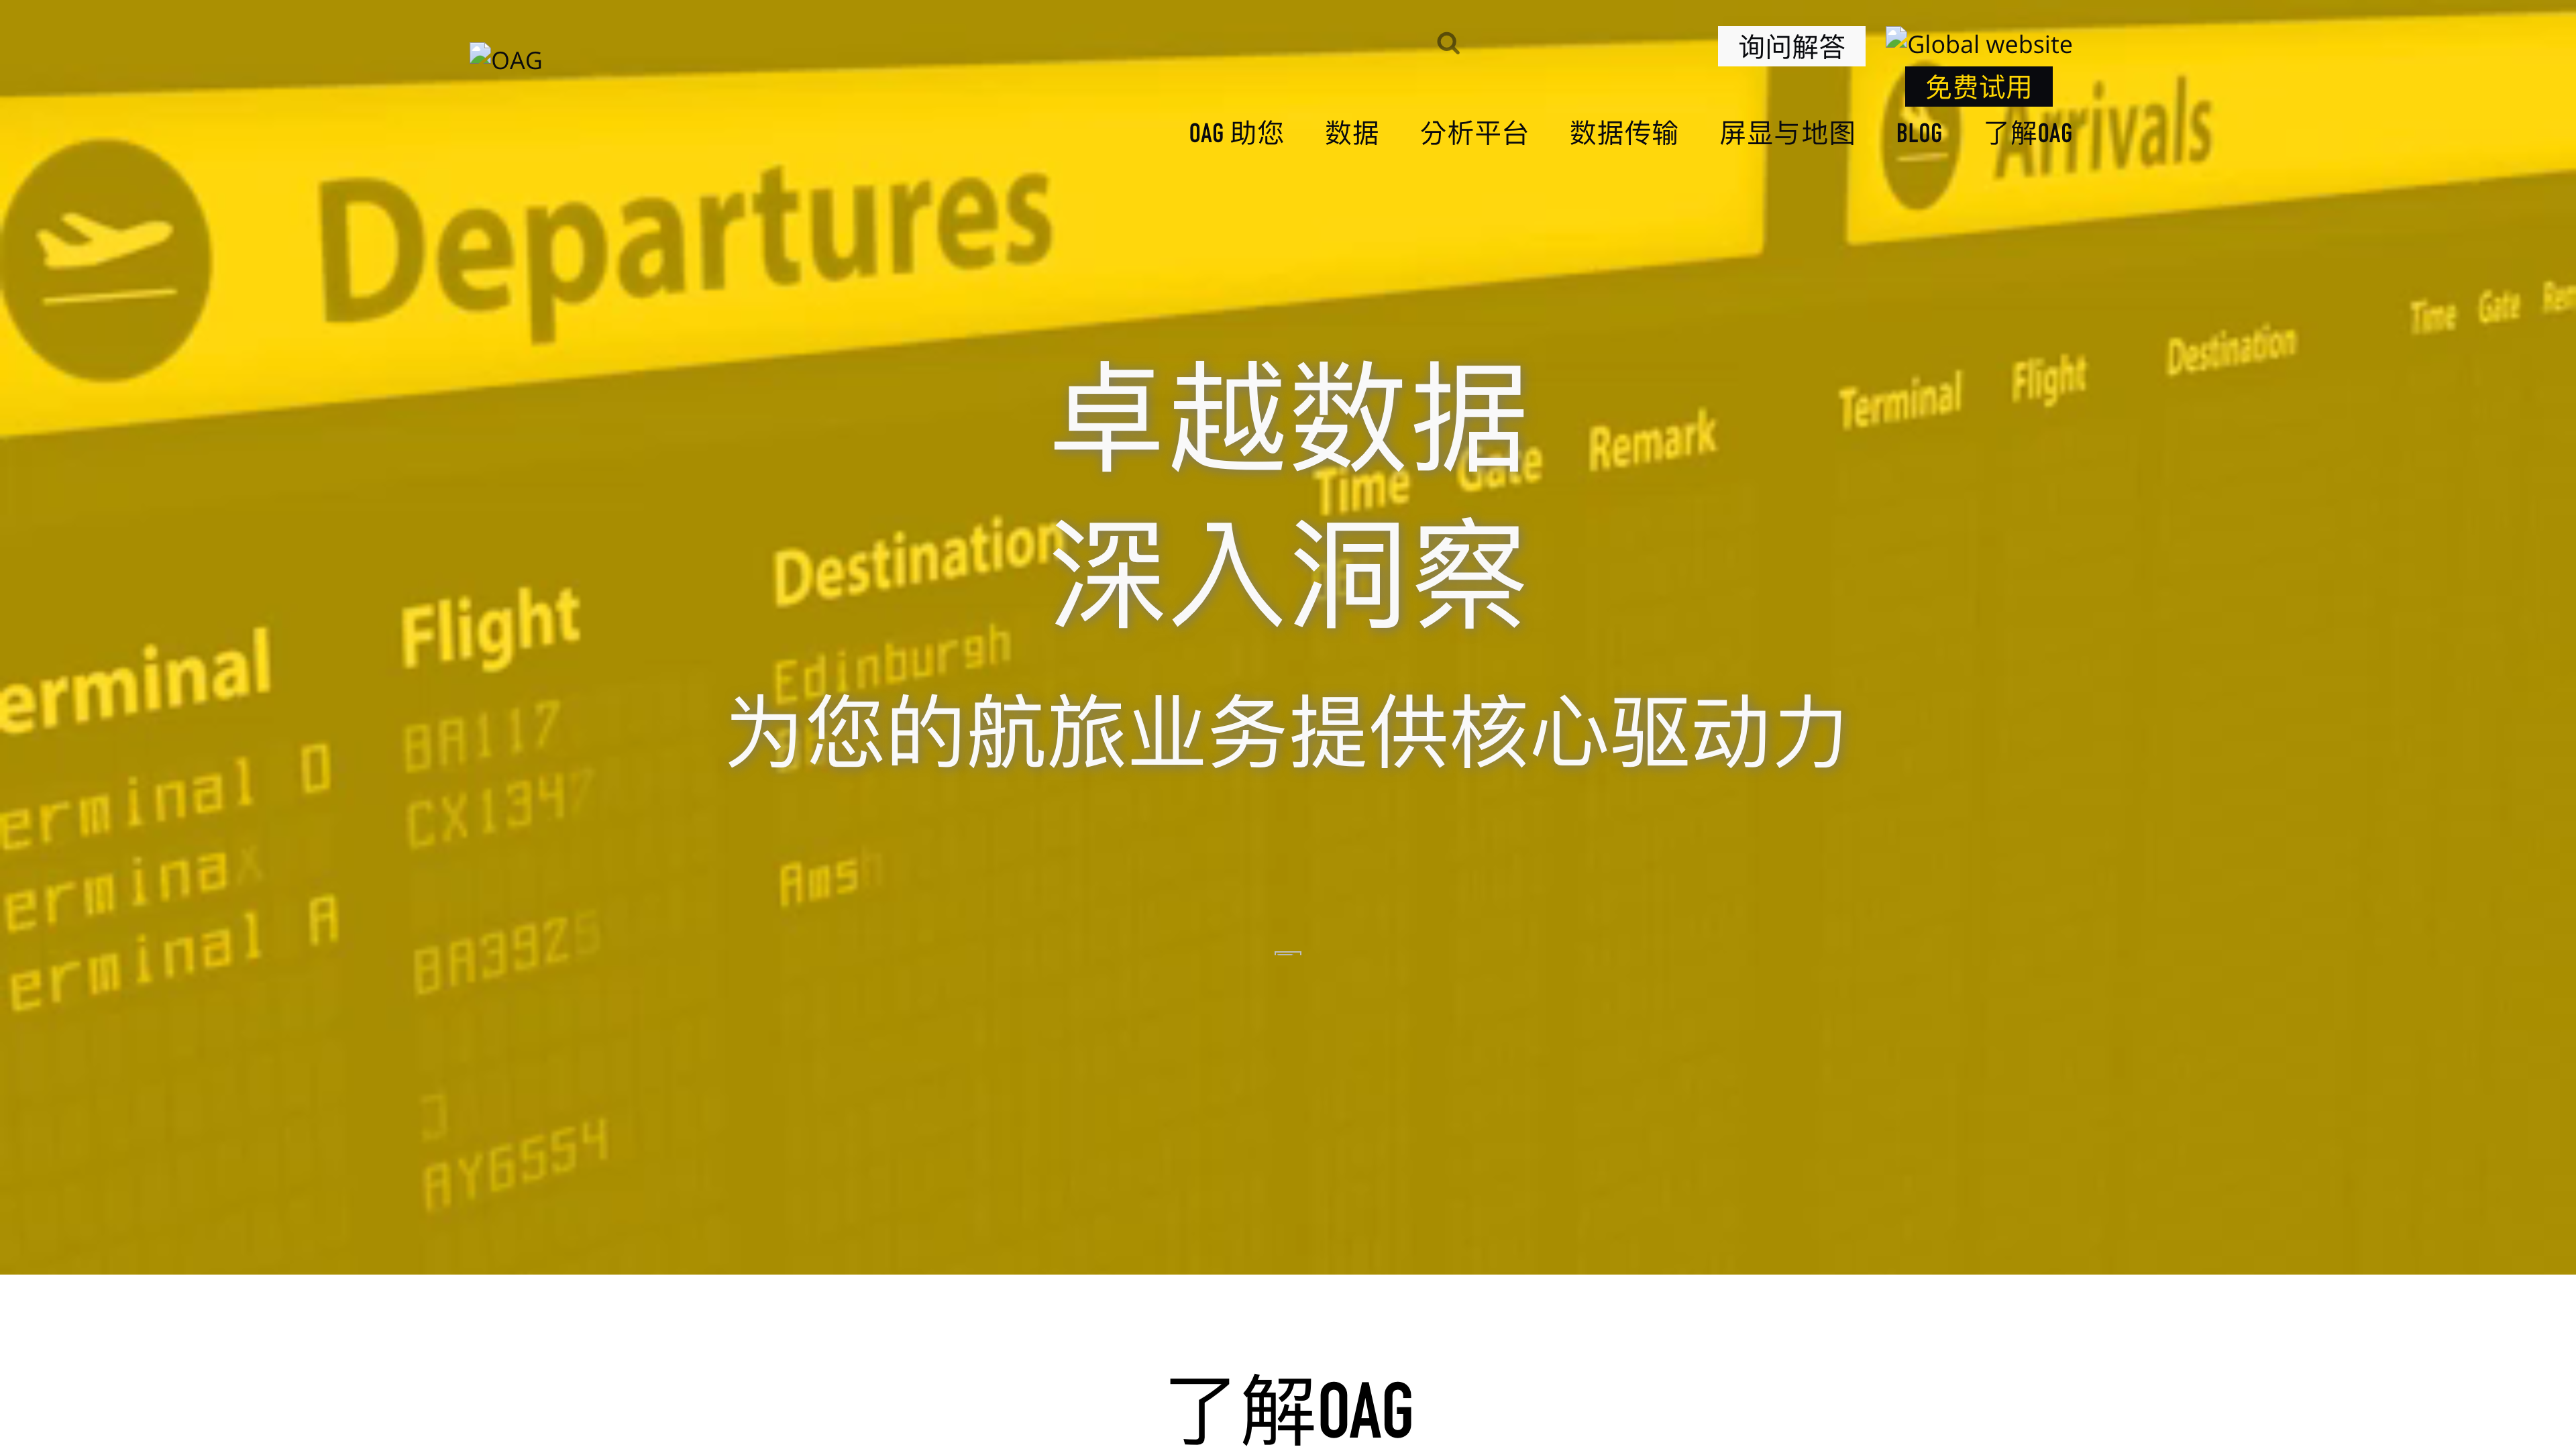 OAG
询问解答
Global website
免费试用
OAG 助您
数据
分析平台
数据传输
屏显与地图
BLOG
了解OAG
Departures
Arrivals
卓越数据
深入洞察
为您的航旅业务提供核心驱动力
erminal
Flight
Destination
Time
Gate
Remark
Terminal
Flight
Destination
Time
Gate
Rem
Edinburgh
BA117
erminal
CX1347
ermina
Ams
erminal A
BA3925
AY6554
了解OAG